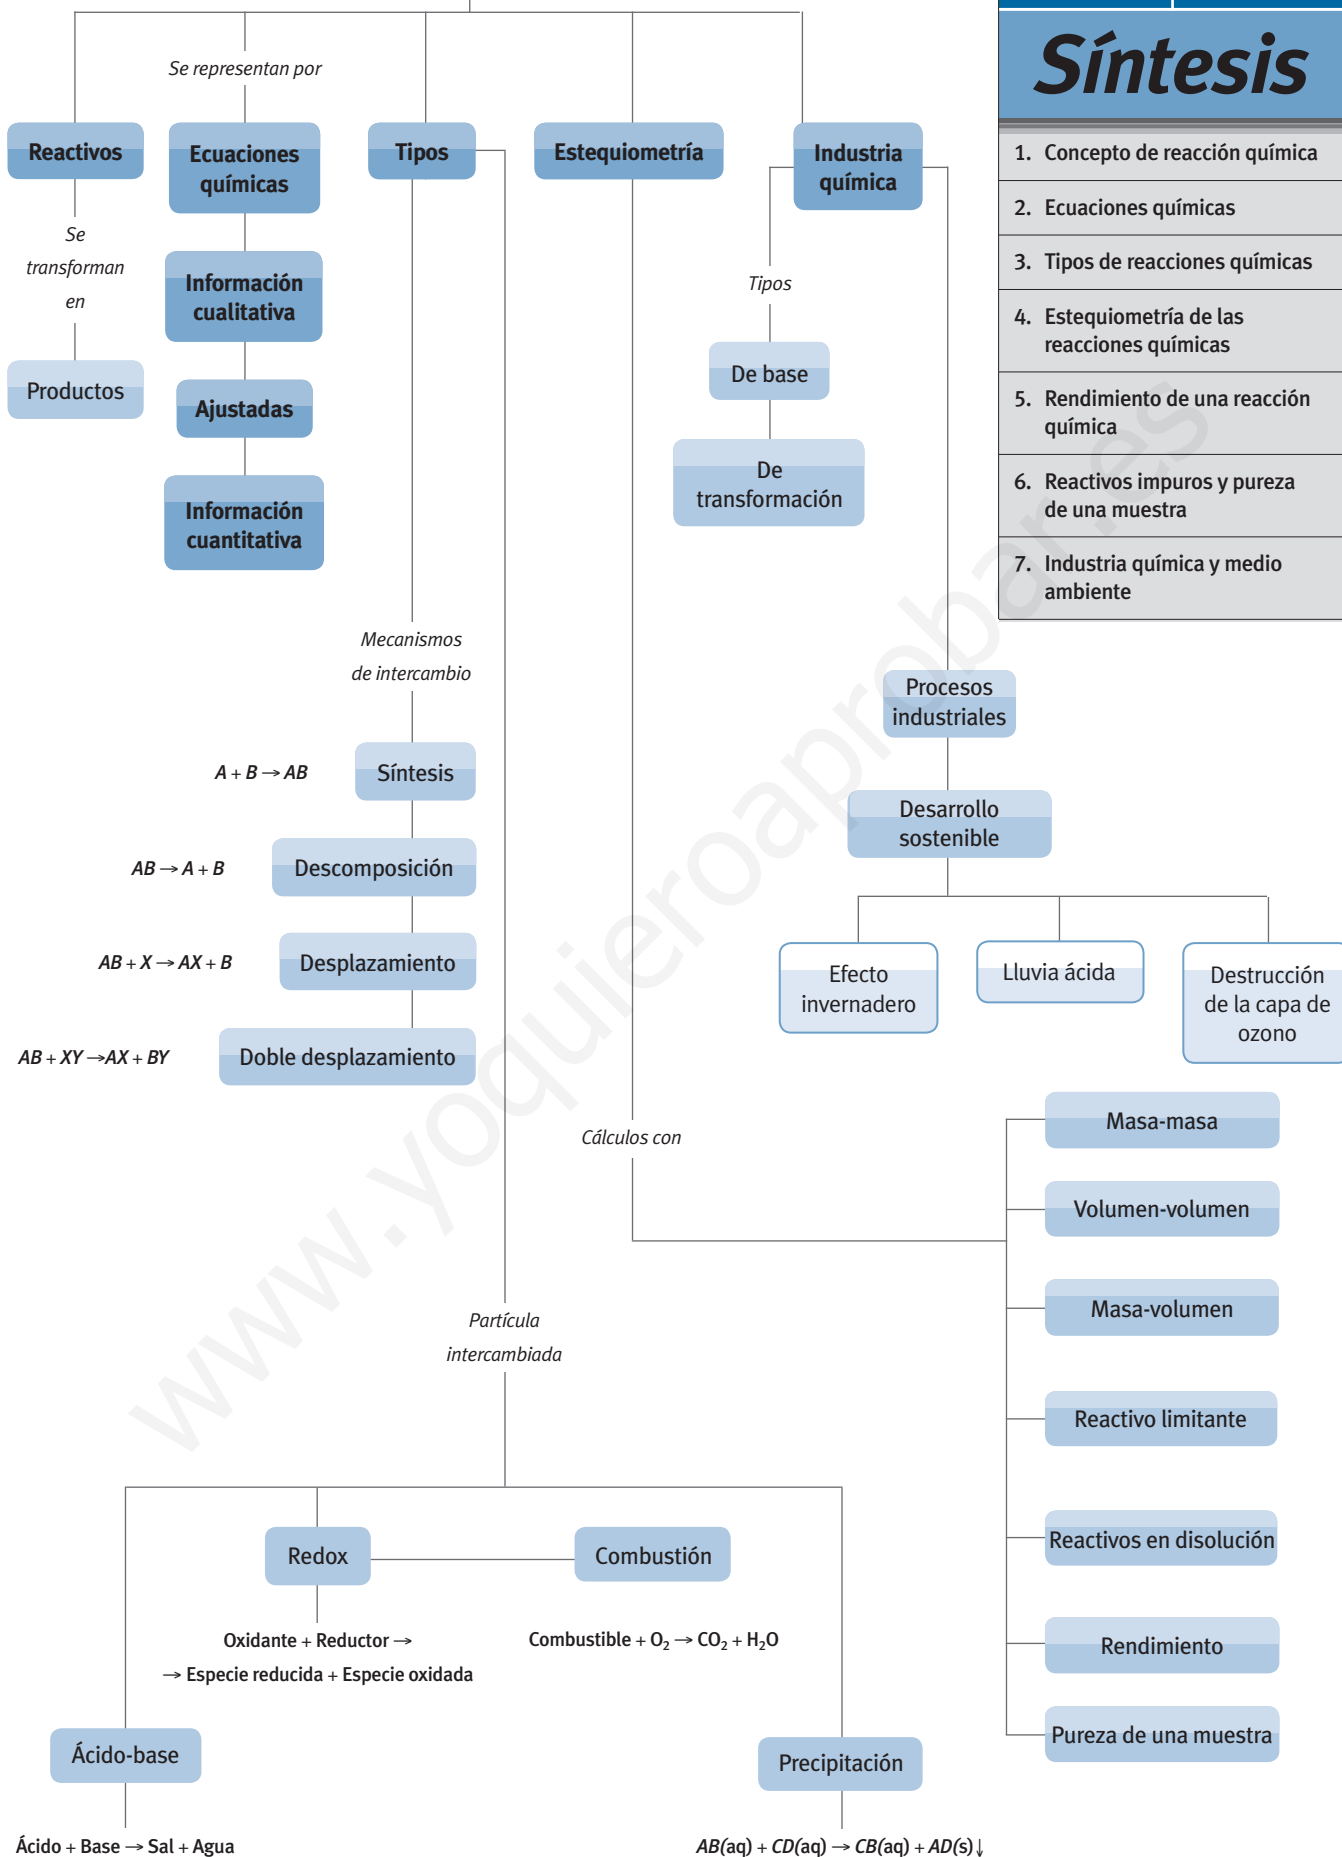 Síntesis
1. Concepto de reacción química
2. Ecuaciones químicas
3. Tipos de reacciones químicas
4. Estequiometría de las
reacciones químicas
5. Rendimiento de una reacción
química
6. Reactivos impuros y pureza
de una muestra
7. Industria química y medio
ambiente
Se representan por
Reactivos
Ecuaciones
químicas
Tipos
Estequiometría
Industria
química
Se
transforman
en
Productos
Información
cualitativa
Ajustadas
Información
cuantitativa
Tipos
De base
De
transformación
Mecanismos
de intercambio
A + B → AB
Síntesis
AB → A + B
Descomposición
AB + X → AX + B
Desplazamiento
AB + XY →AX + BY
Doble desplazamiento
Procesos
industriales
Desarrollo
sostenible
Efecto
invernadero
Lluvia ácida
Destrucción
de la capa de
ozono
Cálculos con
Masa-masa
Volumen-volumen
Masa-volumen
Reactivo limitante
Reactivos en disolución
Rendimiento
Pureza de una muestra
Partícula
intercambiada
Redox
Combustión
Oxidante + Reductor →
→ Especie reducida + Especie oxidada
Combustible + O₂ → CO₂ + H₂O
Ácido-base
Precipitación
Ácido + Base → Sal + Agua
AB(aq) + CD(aq) → CB(aq) + AD(s)↓
www.yoquieroaprobar.es